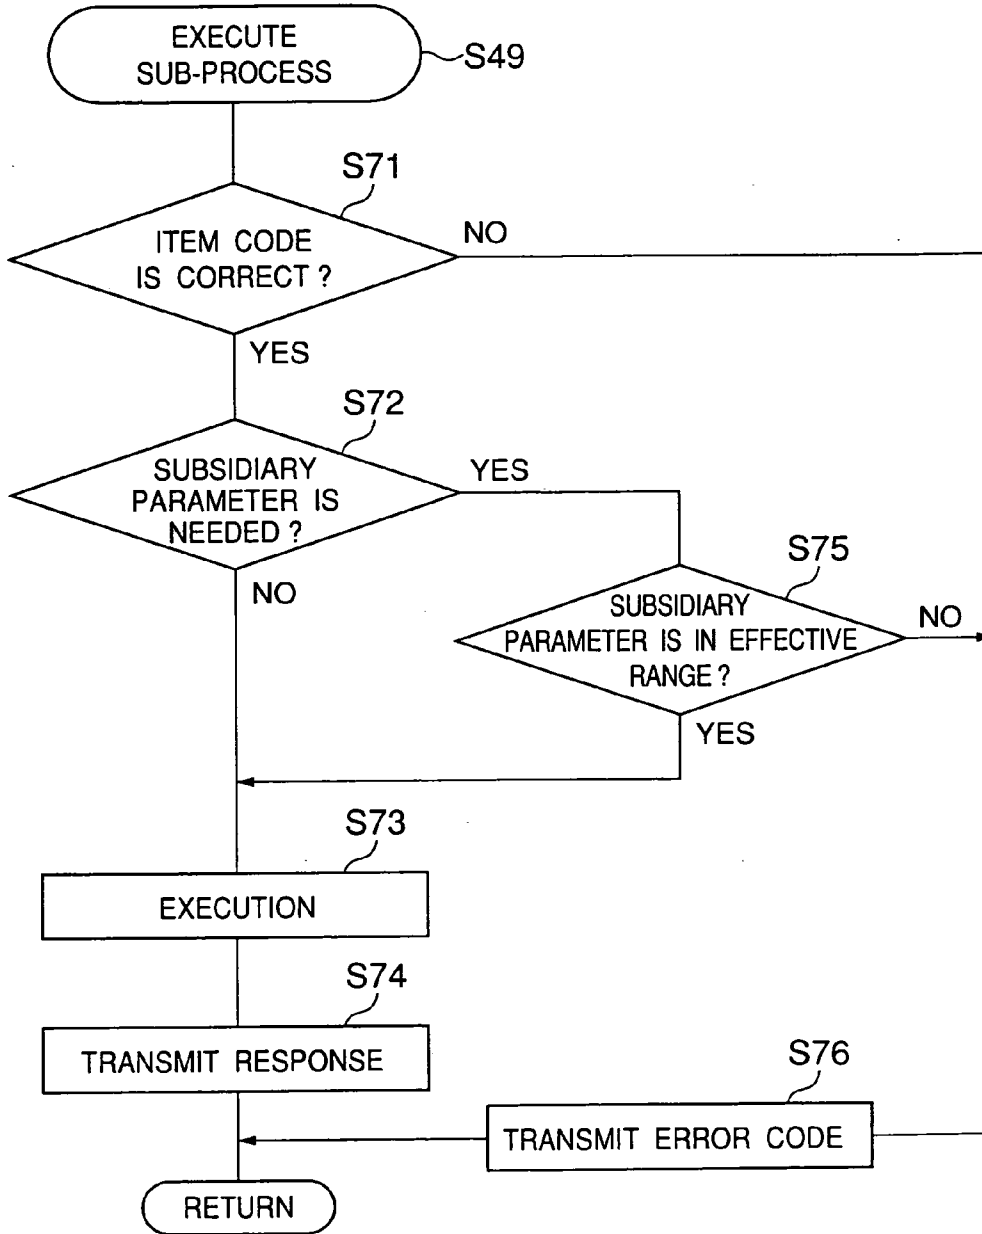 EXECUTE
SUB-PROCESS
S49
S71
ITEM CODE
IS CORRECT ?
NO
YES
S72
SUBSIDIARY
PARAMETER IS
NEEDED ?
YES
NO
S75
SUBSIDIARY
PARAMETER IS IN EFFECTIVE
RANGE ?
NO
YES
S73
EXECUTION
S74
TRANSMIT RESPONSE
S76
TRANSMIT ERROR CODE
RETURN